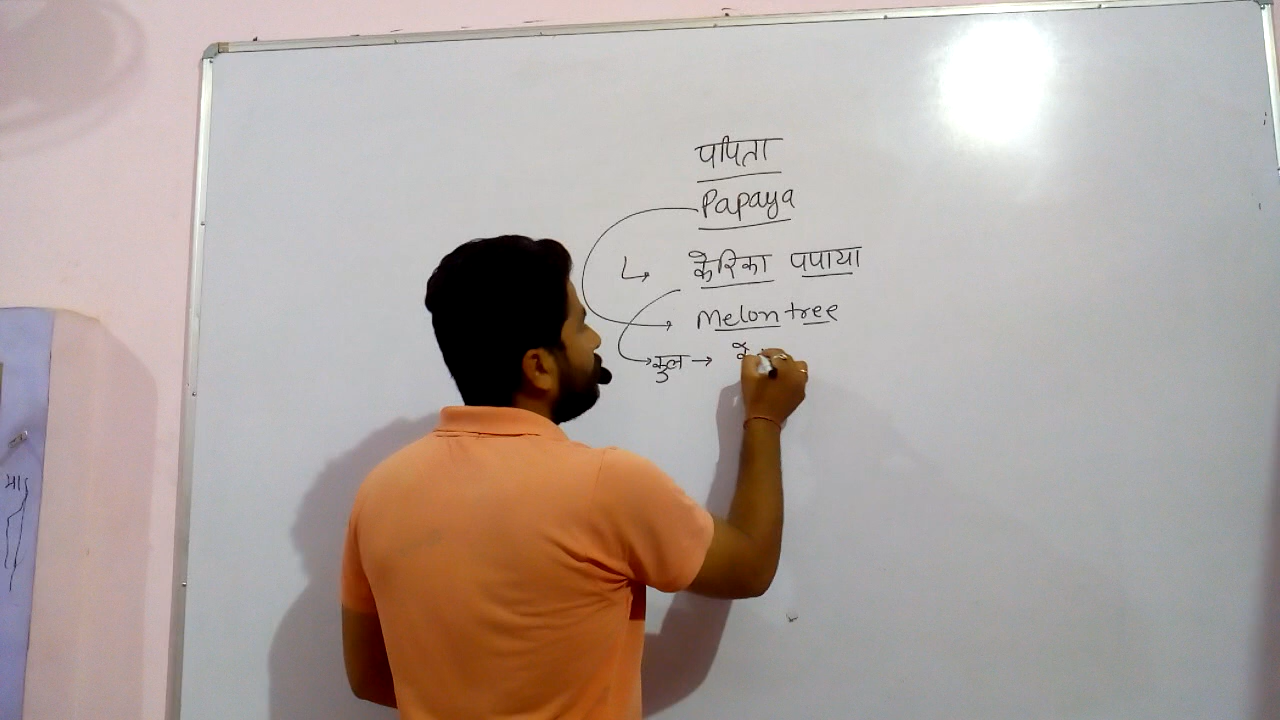 पपिता
Papaya
↳ कैरिका पपाया
Melon tree
कुल →